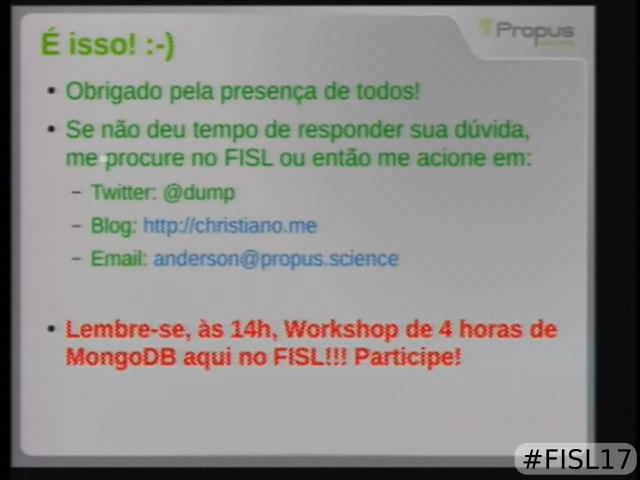 É isso! :-)
Propus
• Obrigado pela presença de todos!
• Se não deu tempo de responder sua dúvida,
me procure no FISL ou então me acione em:
– Twitter: @dump
– Blog: http://christiano.me
– Email: anderson@propus.science
• Lembre-se, às 14h, Workshop de 4 horas de
MongoDB aqui no FISL!!! Participe!
#FISL17